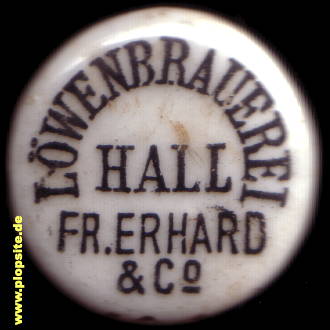 LÖWENBRAUEREI
HALL
FR. ERHARD
& Cº
www.plopsite.de